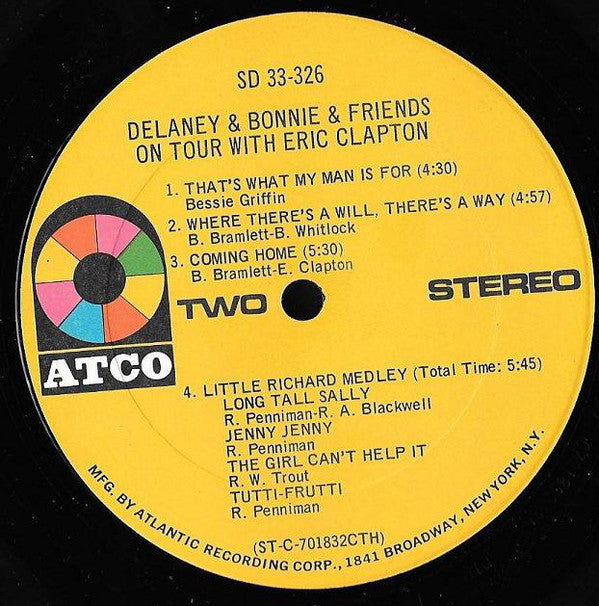 SD 33-326
DELANEY & BONNIE & FRIENDS
ON TOUR WITH ERIC CLAPTON
1. THAT'S WHAT MY MAN IS FOR (4:30)
Bessie Griffin
2. WHERE THERE'S A WILL, THERE'S A WAY (4:57)
B. Bramlett-B. Whitlock
3. COMING HOME (5:30)
B. Bramlett-E. Clapton
TWO
STEREO
ATCO
4. LITTLE RICHARD MEDLEY (Total Time: 5:45)
LONG TALL SALLY
R. Penniman-R. A. Blackwell
JENNY JENNY
R. Penniman
THE GIRL CAN'T HELP IT
R. W. Trout
TUTTI-FRUTTI
R. Penniman
(ST-C-701832CTH)
MFG. BY ATLANTIC RECORDING CORP., 1841 BROADWAY, NEW YORK, N.Y.